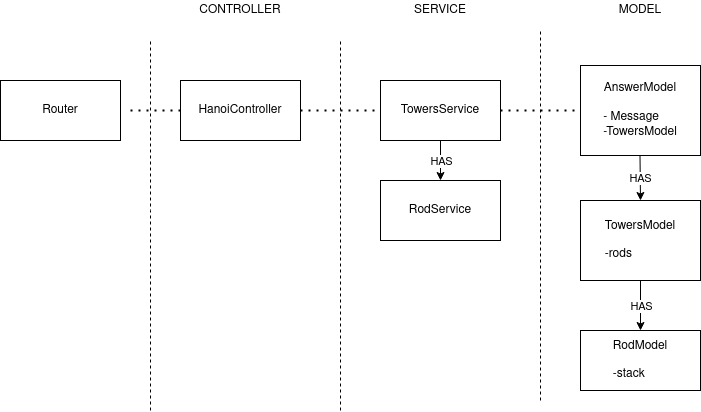 CONTROLLER
SERVICE
MODEL
Router
HanoiController
TowersService
AnswerModel
- Message
-TowersModel
HAS
RodService
HAS
TowersModel
-rods
HAS
RodModel
-stack